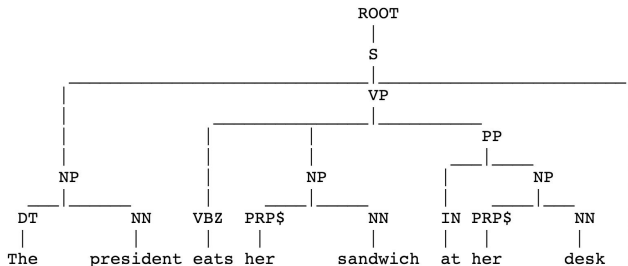 ROOT
S
VP
PP
NP NP NP
DT NN VBZ PRP$ NN IN PRP$ NN
The president eats her sandwich at her desk